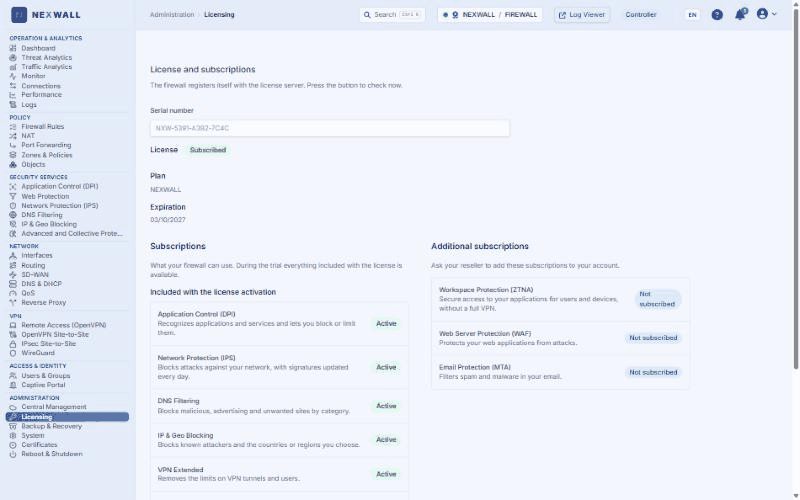 NEXWALL
Administration > Licensing
Search Ctrl K
NEXWALL / FIREWALL
Log Viewer
Controller
EN
OPERATION & ANALYTICS
Dashboard
Threat Analytics
Traffic Analytics
Monitor
Connections
Performance
Logs
POLICY
Firewall Rules
NAT
Port Forwarding
Zones & Policies
Objects
SECURITY SERVICES
Application Control (DPI)
Web Protection
Network Protection (IPS)
DNS Filtering
IP & Geo Blocking
Advanced and Collective Prote...
NETWORK
Interfaces
Routing
SD-WAN
DNS & DHCP
QoS
Reverse Proxy
VPN
Remote Access (OpenVPN)
OpenVPN Site-to-Site
IPsec Site-to-Site
WireGuard
ACCESS & IDENTITY
Users & Groups
Captive Portal
ADMINISTRATION
Central Management
Licensing
Backup & Recovery
System
Certificates
Reboot & Shutdown
License and subscriptions
The firewall registers itself with the license server. Press the button to check now.
Serial number
NXW-5391-A3B2-7C4C
License Subscribed
Plan
NEXWALL
Expiration
03/10/2027
Subscriptions
What your firewall can use. During the trial everything included with the license is
available.
Included with the license activation
Application Control (DPI)
Recognizes applications and services and lets you block or limit
them.
Active
Network Protection (IPS)
Blocks attacks against your network, with signatures updated
every day.
Active
DNS Filtering
Blocks malicious, advertising and unwanted sites by category.
Active
IP & Geo Blocking
Blocks known attackers and the countries or regions you choose.
Active
VPN Extended
Removes the limits on VPN tunnels and users.
Active
Additional subscriptions
Ask your reseller to add these subscriptions to your account.
Workspace Protection (ZTNA)
Secure access to your applications for users and devices,
without a full VPN.
Not
subscribed
Web Server Protection (WAF)
Protects your web applications from attacks.
Not subscribed
Email Protection (MTA)
Filters spam and malware in your email.
Not subscribed